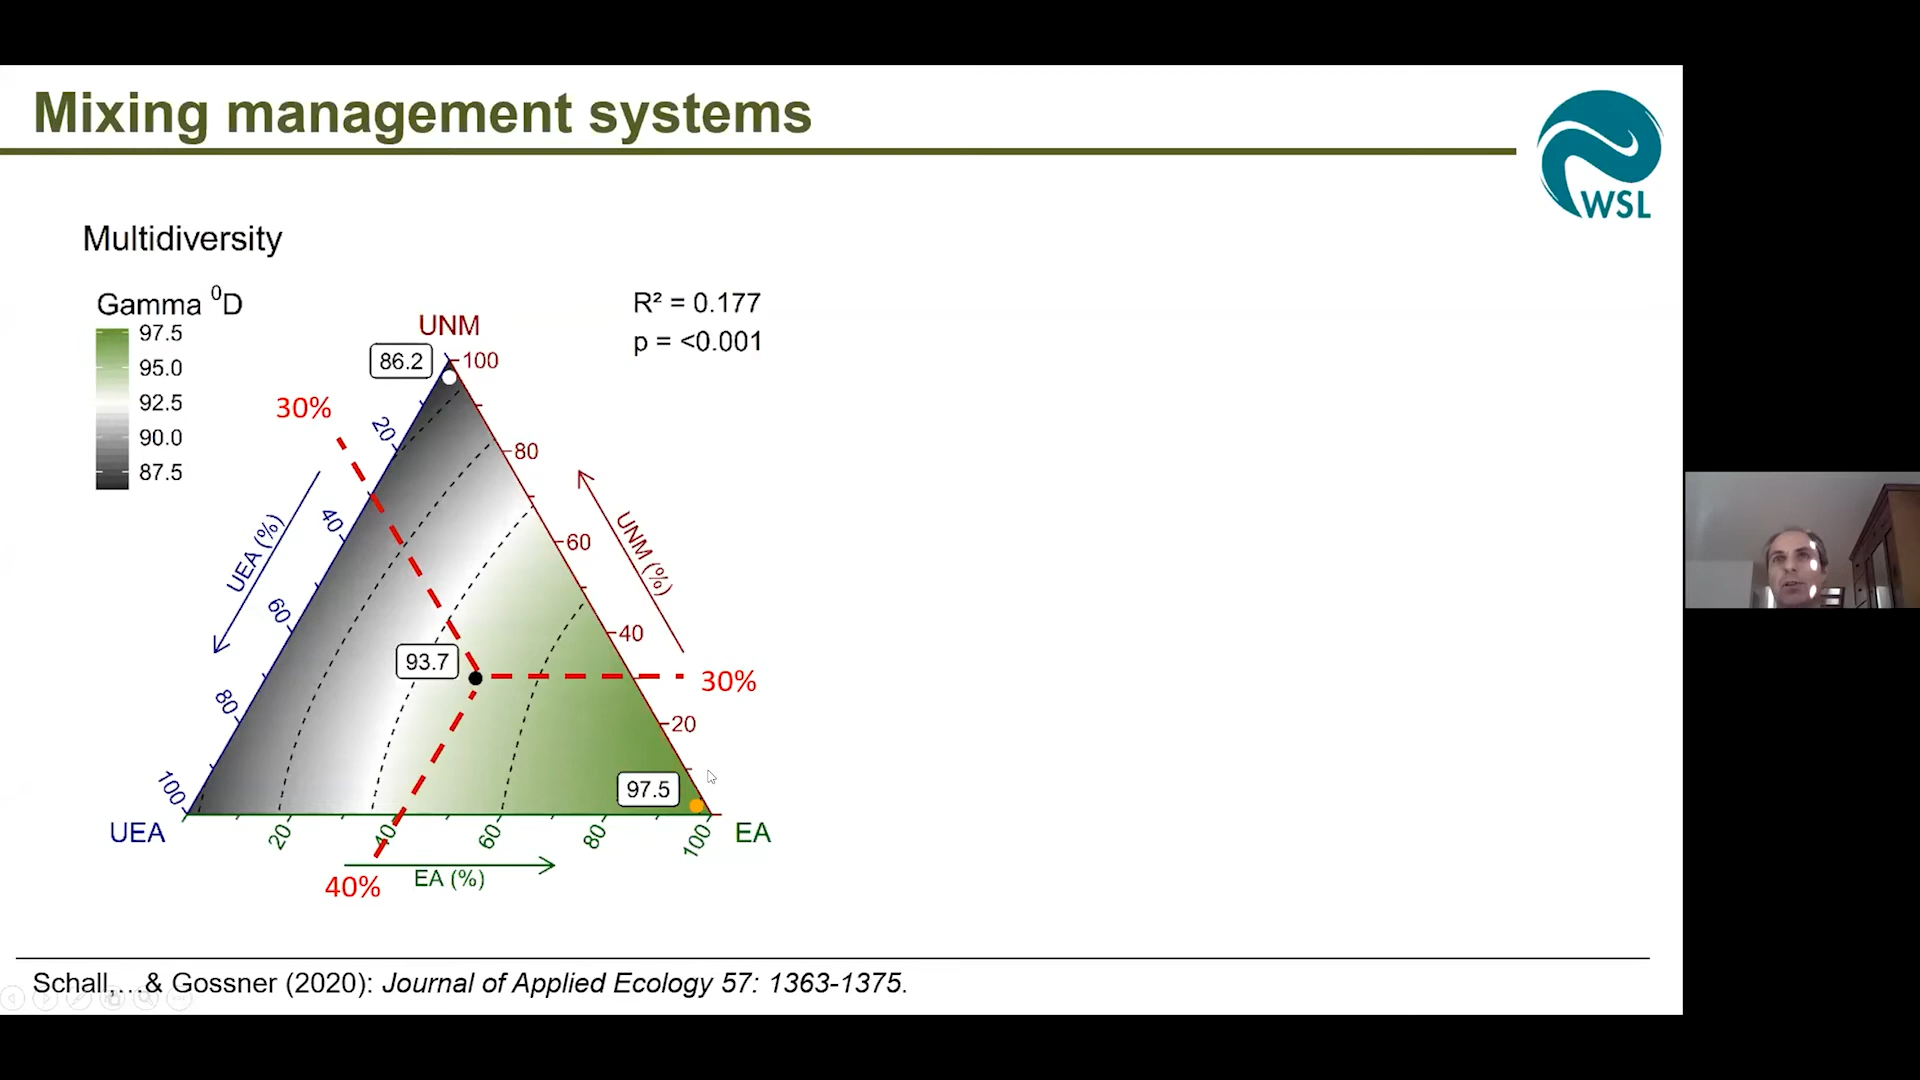 Mixing management systems
WSL
Multidiversity
Gamma ⁰D
97.5
95.0
92.5
90.0
87.5
R² = 0.177
p = <0.001
UNM
86.2
100
30%
20
80
UEA (%)
40
UNM (%)
60
60
40
93.7
30%
80
20
100
97.5
UEA
20
40
60
80
100
EA
EA (%)
40%
Schall,…& Gossner (2020): Journal of Applied Ecology 57: 1363-1375.